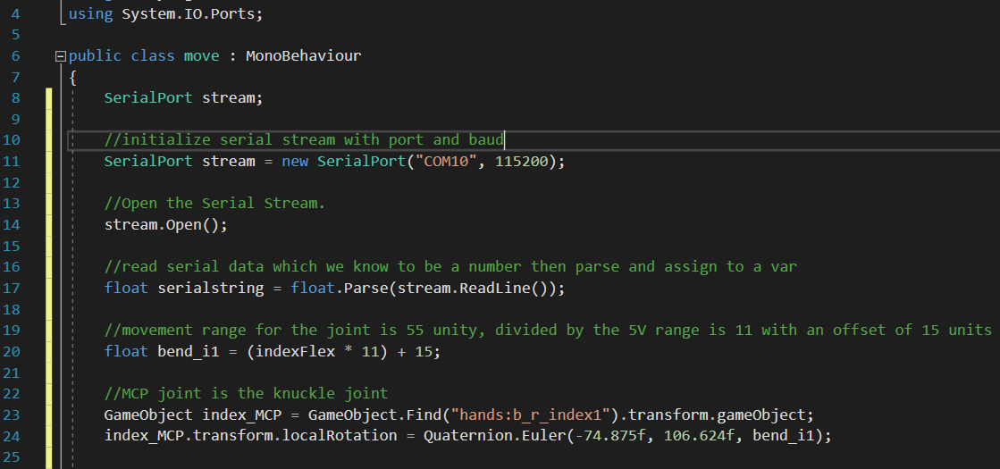 4 using System.IO.Ports;
5
6 public class move : MonoBehaviour
7 {
8 SerialPort stream;
9
10 //initialize serial stream with port and baud
11 SerialPort stream = new SerialPort("COM10", 115200);
12
13 //Open the Serial Stream.
14 stream.Open();
15
16 //read serial data which we know to be a number then parse and assign to a var
17 float serialstring = float.Parse(stream.ReadLine());
18
19 //movement range for the joint is 55 unity, divided by the 5V range is 11 with an offset of 15 units
20 float bend_i1 = (indexFlex * 11) + 15;
21
22 //MCP joint is the knuckle joint
23 GameObject index_MCP = GameObject.Find("hands:b_r_index1").transform.gameObject;
24 index_MCP.transform.localRotation = Quaternion.Euler(-74.875f, 106.624f, bend_i1);
25